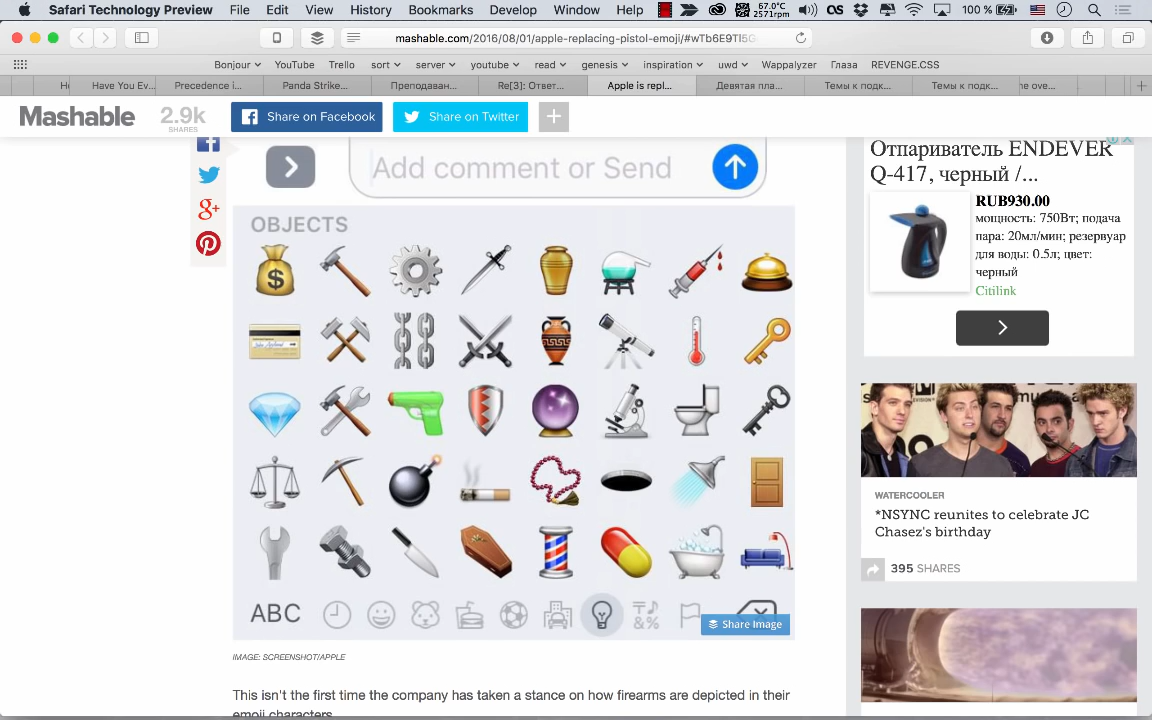 Safari Technology Preview File Edit View History Bookmarks Develop Window Help 67.0°C 2571rpm 100 %
mashable.com/2016/08/01/apple-replacing-pistol-emoji/#wTb6E9TI5G
Bonjour YouTube Trello sort server youtube read genesis inspiration uwd Wappalyzer Глаза REVENGE.CSS
Have You Ev... Precedence i... Panda Strike... Преподаван... Re[3]: Ответ... Apple is repl... Девятая пла... Темы к подк... Темы к подк...
Mashable
2.9k
SHARES
Share on Facebook
Share on Twitter
Add comment or Send
OBJECTS
ABC
Share Image
IMAGE: SCREENSHOT/APPLE
This isn't the first time the company has taken a stance on how firearms are depicted in their
emoji characters
Отпариватель ENDEVER
Q-417, черный /...
RUB930.00
мощность: 750Вт; подача
пара: 20мл/мин; резервуар
для воды: 0.5л; цвет:
черный
Citilink
WATERCOOLER
*NSYNC reunites to celebrate JC
Chasez's birthday
395 SHARES